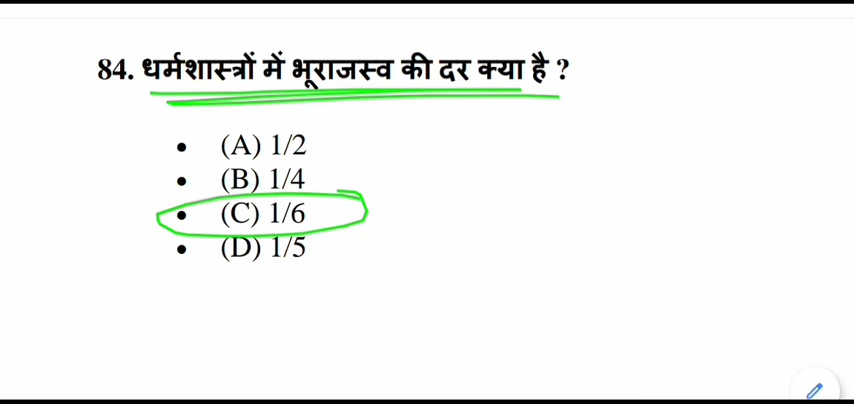 84. धर्मशास्त्रों में भूराजस्व की दर क्या है ?
• (A) 1/2
• (B) 1/4
• (C) 1/6
• (D) 1/5